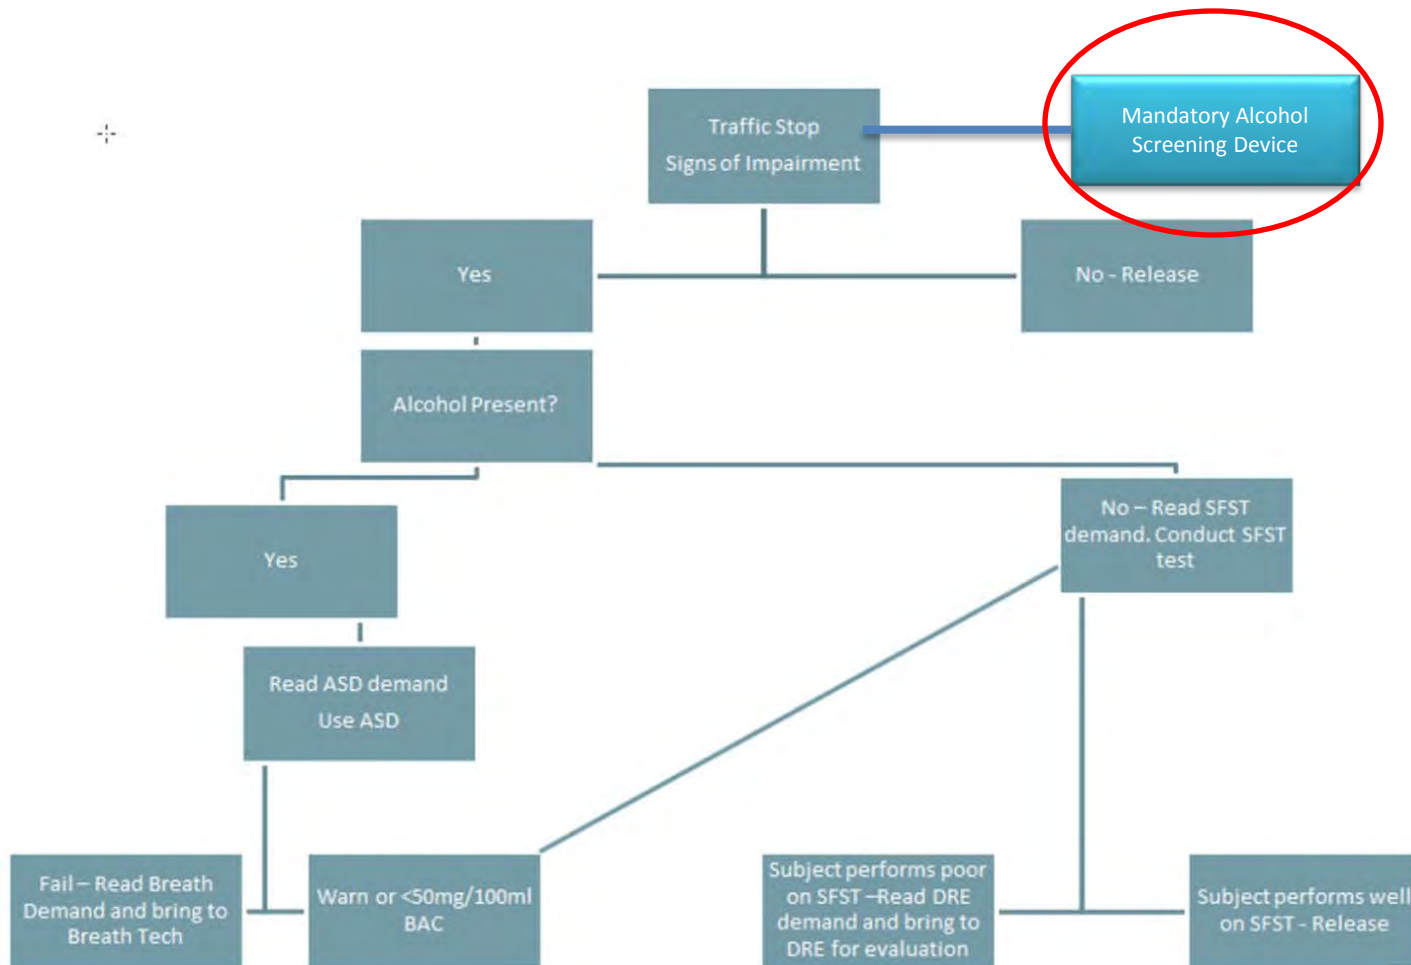 Traffic Stop
Signs of Impairment
Mandatory Alcohol
Screening Device
Yes
No - Release
Alcohol Present?
Yes
No – Read SFST
demand. Conduct SFST
test
Read ASD demand
Use ASD
Fail – Read Breath
Demand and bring to
Breath Tech
Warn or <50mg/100ml
BAC
Subject performs poor
on SFST –Read DRE
demand and bring to
DRE for evaluation
Subject performs well
on SFST - Release